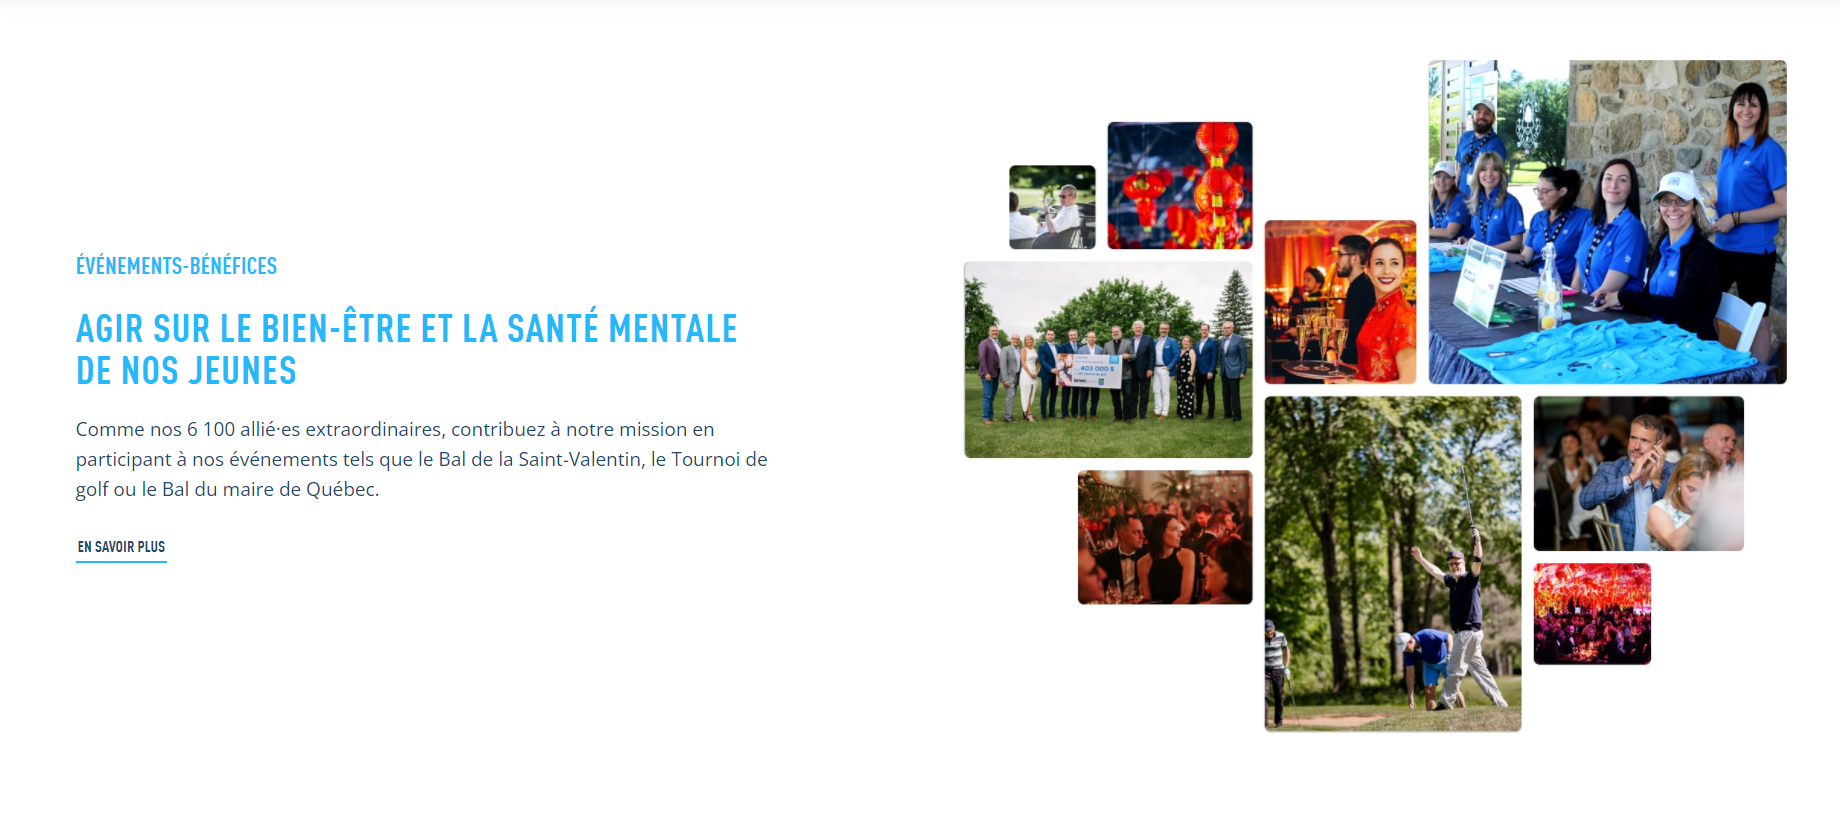 ÉVÉNEMENTS-BÉNÉFICES
AGIR SUR LE BIEN-ÊTRE ET LA SANTÉ MENTALE
DE NOS JEUNES
Comme nos 6 100 allié·es extraordinaires, contribuez à notre mission en
participant à nos événements tels que le Bal de la Saint-Valentin, le Tournoi de
golf ou le Bal du maire de Québec.
EN SAVOIR PLUS
403 000 $